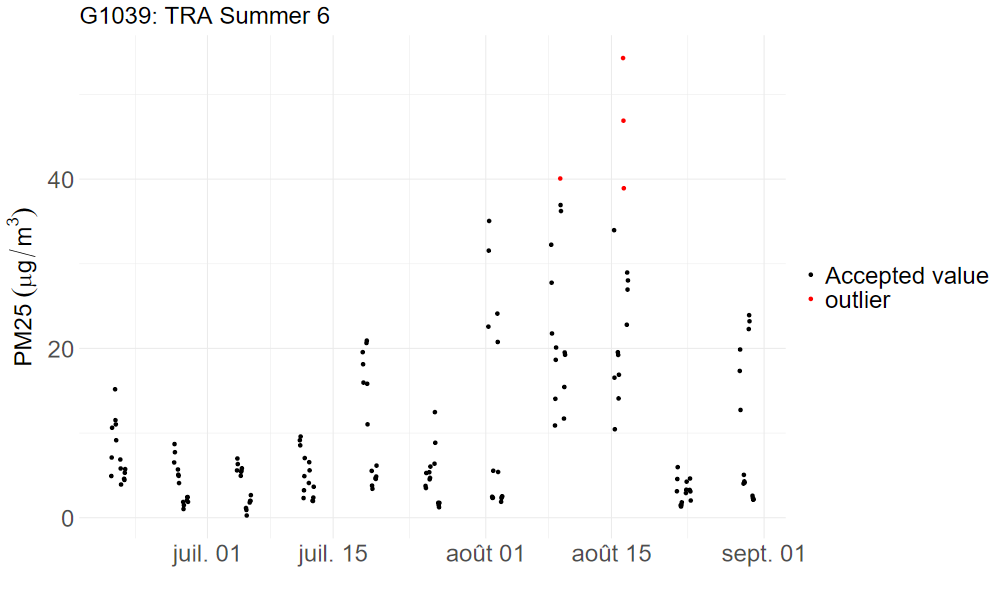 G1039: TRA Summer 6
PM25 (μg/m³)
40
20
0
juil. 01 juil. 15 août 01 août 15 sept. 01
Accepted value
outlier